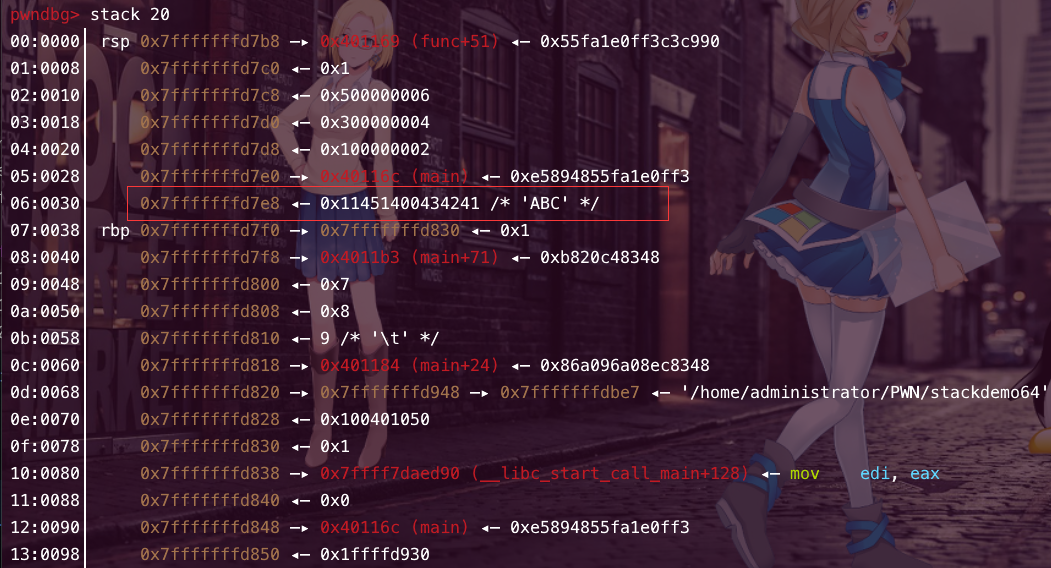 pwndbg> stack 20
00:0000│ rsp 0x7fffffffd7b8 —▸ 0x401169 (func+51) ◂— 0x55fa1e0ff3c3c990
01:0008│     0x7fffffffd7c0 ◂— 0x1
02:0010│     0x7fffffffd7c8 ◂— 0x500000006
03:0018│     0x7fffffffd7d0 ◂— 0x300000004
04:0020│     0x7fffffffd7d8 ◂— 0x100000002
05:0028│     0x7fffffffd7e0 —▸ 0x40116c (main) ◂— 0xe5894855fa1e0ff3
06:0030│     0x7fffffffd7e8 ◂— 0x11451400434241 /* 'ABC' */
07:0038│ rbp 0x7fffffffd7f0 —▸ 0x7fffffffd830 ◂— 0x1
08:0040│     0x7fffffffd7f8 —▸ 0x4011b3 (main+71) ◂— 0xb820c48348
09:0048│     0x7fffffffd800 ◂— 0x7
0a:0050│     0x7fffffffd808 ◂— 0x8
0b:0058│     0x7fffffffd810 ◂— 9 /* '\t' */
0c:0060│     0x7fffffffd818 —▸ 0x401184 (main+24) ◂— 0x86a096a08ec8348
0d:0068│     0x7fffffffd820 —▸ 0x7fffffffd948 —▸ 0x7fffffffdbe7 ◂— '/home/administrator/PWN/stackdemo64'
0e:0070│     0x7fffffffd828 ◂— 0x100401050
0f:0078│     0x7fffffffd830 ◂— 0x1
10:0080│     0x7fffffffd838 —▸ 0x7ffff7daed90 (__libc_start_call_main+128) ◂— mov    edi, eax
11:0088│     0x7fffffffd840 ◂— 0x0
12:0090│     0x7fffffffd848 —▸ 0x40116c (main) ◂— 0xe5894855fa1e0ff3
13:0098│     0x7fffffffd850 ◂— 0x1ffffd930